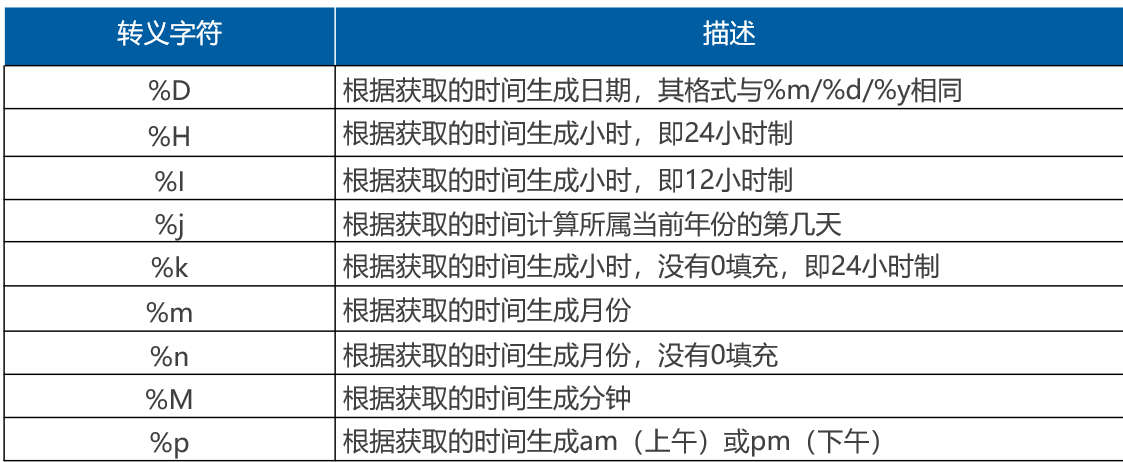 转义字符 描述
%D 根据获取的时间生成日期，其格式与%m/%d/%y相同
%H 根据获取的时间生成小时，即24小时制
%I 根据获取的时间生成小时，即12小时制
%j 根据获取的时间计算所属当前年份的第几天
%k 根据获取的时间生成小时，没有0填充，即24小时制
%m 根据获取的时间生成月份
%n 根据获取的时间生成月份，没有0填充
%M 根据获取的时间生成分钟
%p 根据获取的时间生成am（上午）或pm（下午）